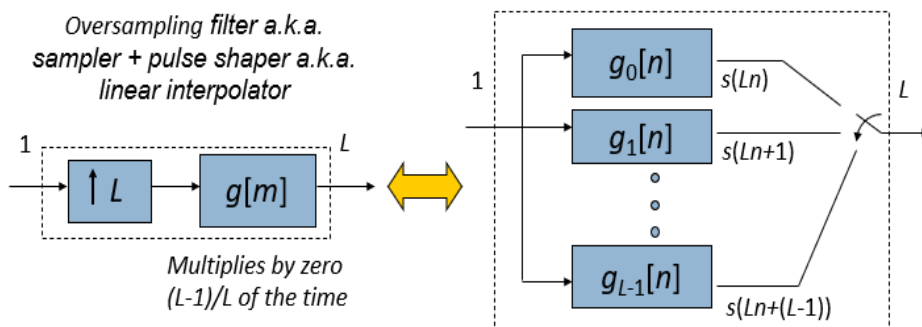 Oversampling filter a.k.a.
sampler + pulse shaper a.k.a.
linear interpolator
1
L
↑ L
g[m]
Multiplies by zero
(L-1)/L of the time
1
g₀[n]
s(Ln)
L
g₁[n]
s(Ln+1)
g_{L-1}[n]
s(Ln+(L-1))